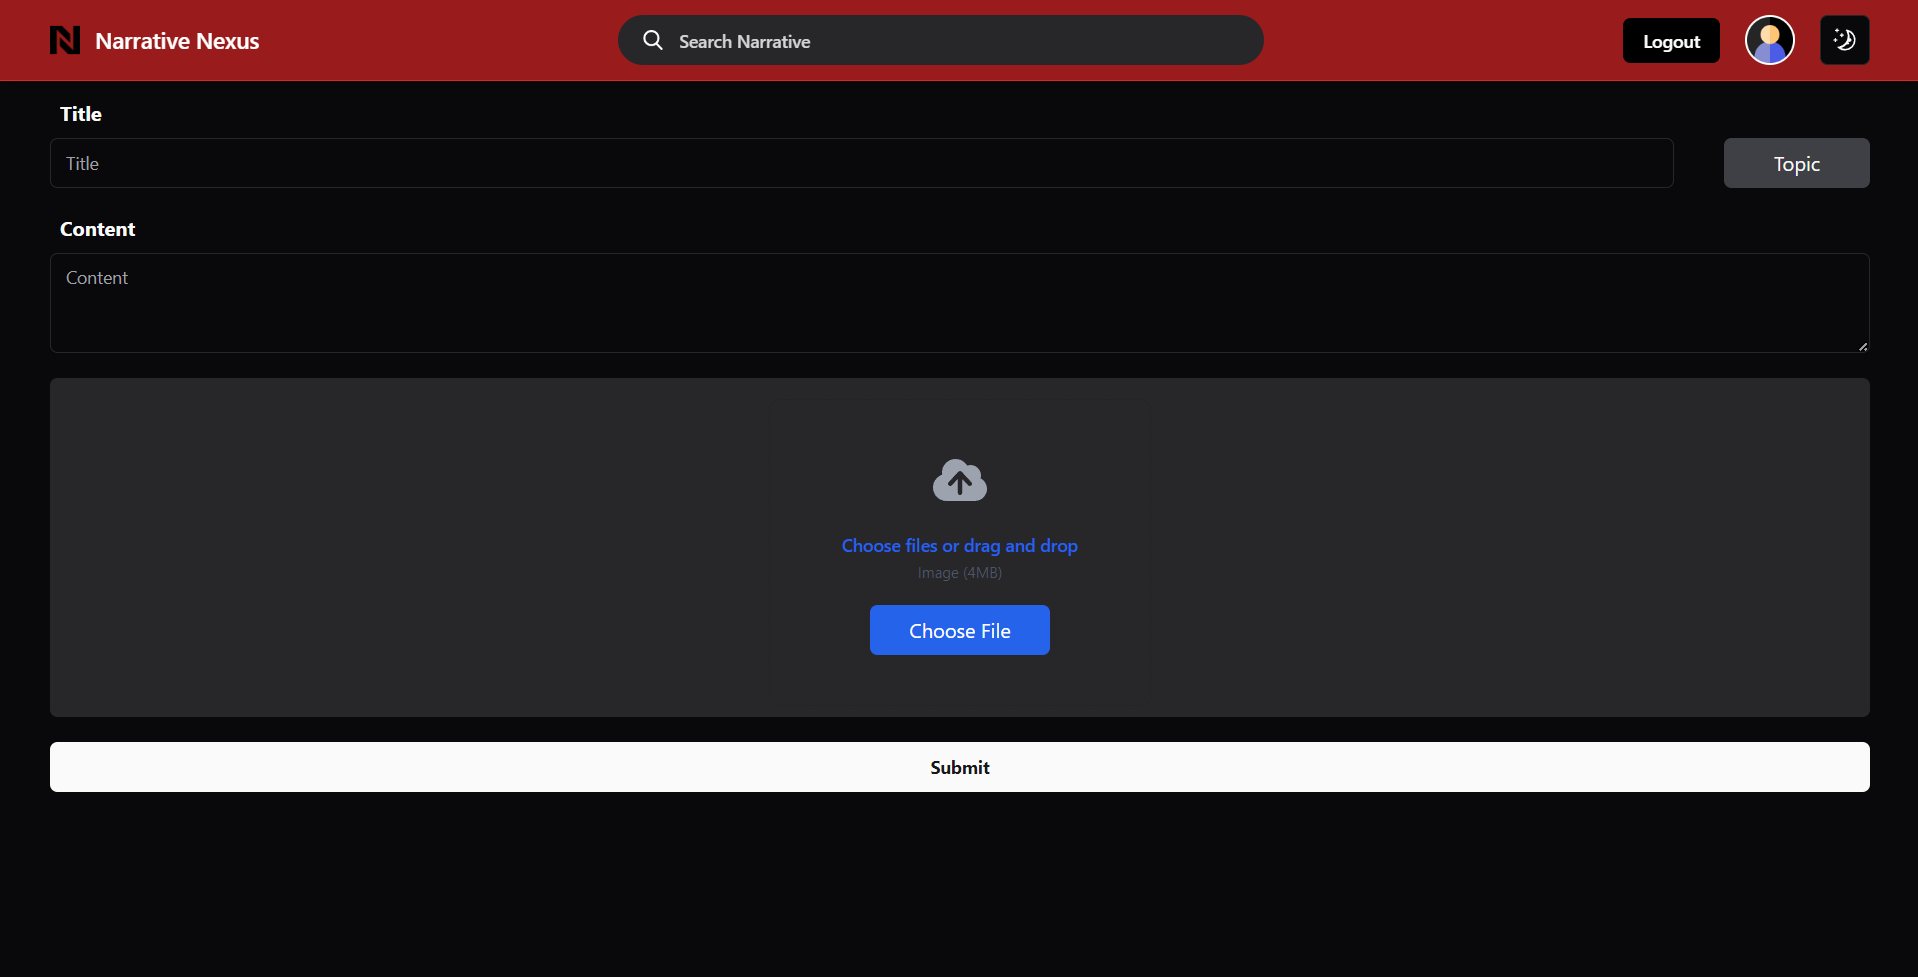 Narrative Nexus
Search Narrative
Logout
Title
Title
Topic
Content
Content
Choose files or drag and drop
Image (4MB)
Choose File
Submit